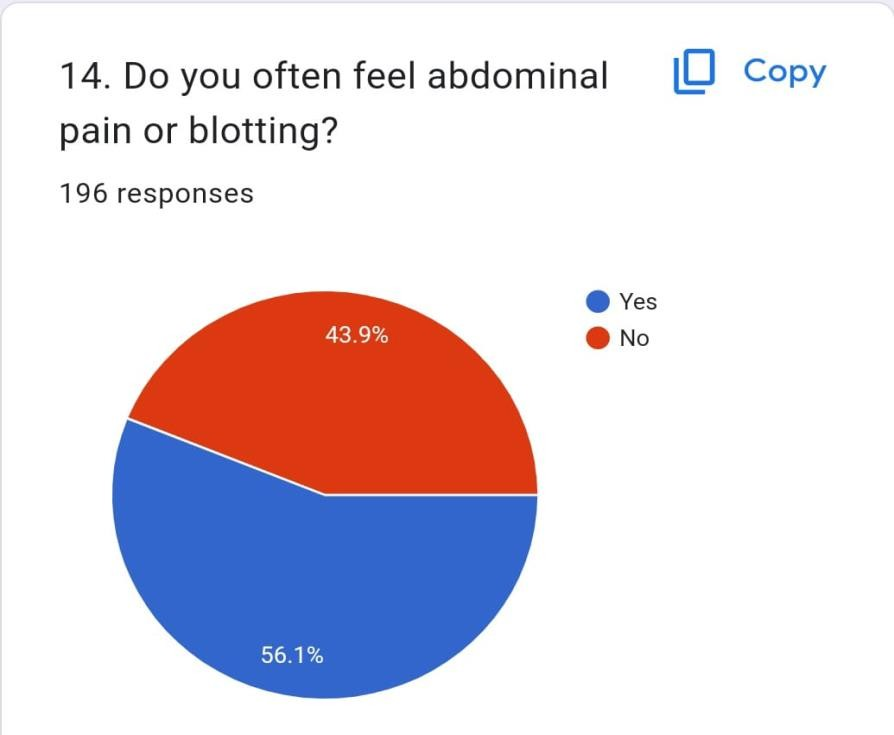 14. Do you often feel abdominal
pain or blotting?
Copy
196 responses
Yes
No
43.9%
56.1%